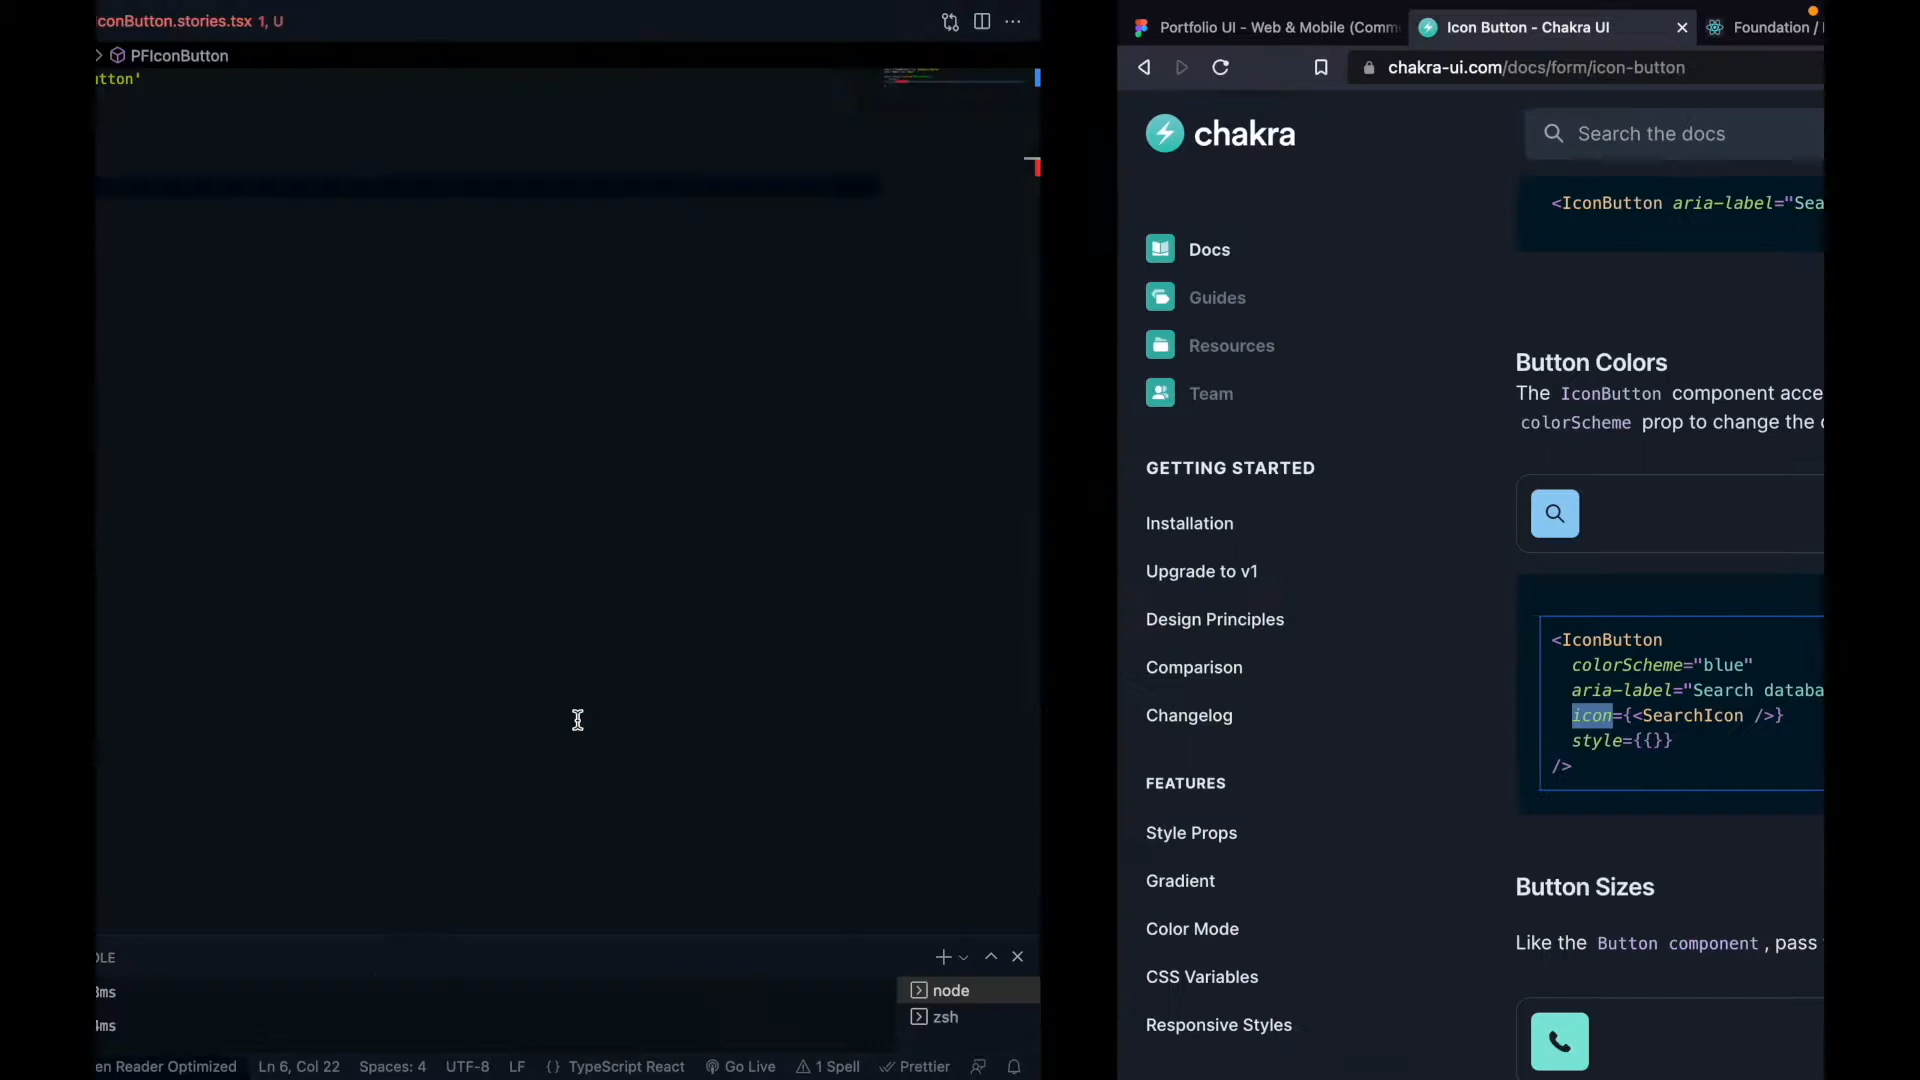 conButton.stories.tsx 1, U
PFIconButton
utton'
OLE
3ms
4ms
node
zsh
en Reader Optimized Ln 6, Col 22 Spaces: 4 UTF-8 LF {} TypeScript React Go Live 1 Spell Prettier
Portfolio UI - Web & Mobile (Comm
Icon Button - Chakra UI
Foundation /
chakra-ui.com/docs/form/icon-button
chakra
Search the docs
Docs
Guides
Resources
Team
GETTING STARTED
Installation
Upgrade to v1
Design Principles
Comparison
Changelog
FEATURES
Style Props
Gradient
Color Mode
CSS Variables
Responsive Styles
<IconButton aria-label="Sea
Button Colors
The IconButton component acce
colorScheme prop to change the c
<IconButton
colorScheme="blue"
aria-label="Search databa
icon={<SearchIcon />}
style={{}}
/>
Button Sizes
Like the Button component, pass